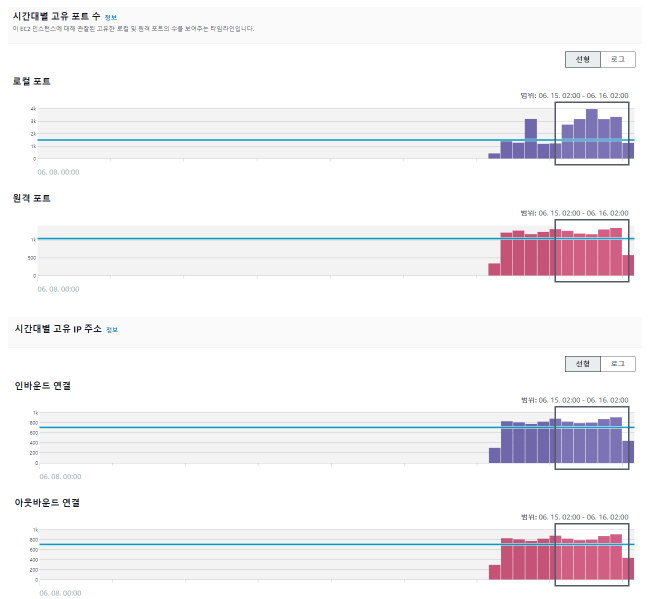 시간대별 고유 포트 수 정보
이 EC2 인스턴스에 대해 관찰된 고유한 로컬 및 원격 포트의 수를 보여주는 타임라인입니다.
선형 로그
로컬 포트
범위: 06. 15. 02:00 - 06. 16. 02:00
4k
3k
2k
1k
0
06. 08. 00:00
원격 포트
범위: 06. 15. 02:00 - 06. 16. 02:00
1k
500
0
06. 08. 00:00
시간대별 고유 IP 주소 정보
선형 로그
인바운드 연결
범위: 06. 15. 02:00 - 06. 16. 02:00
1k
800
600
400
200
0
06. 08. 00:00
아웃바운드 연결
범위: 06. 15. 02:00 - 06. 16. 02:00
1k
800
600
400
200
0
06. 08. 00:00